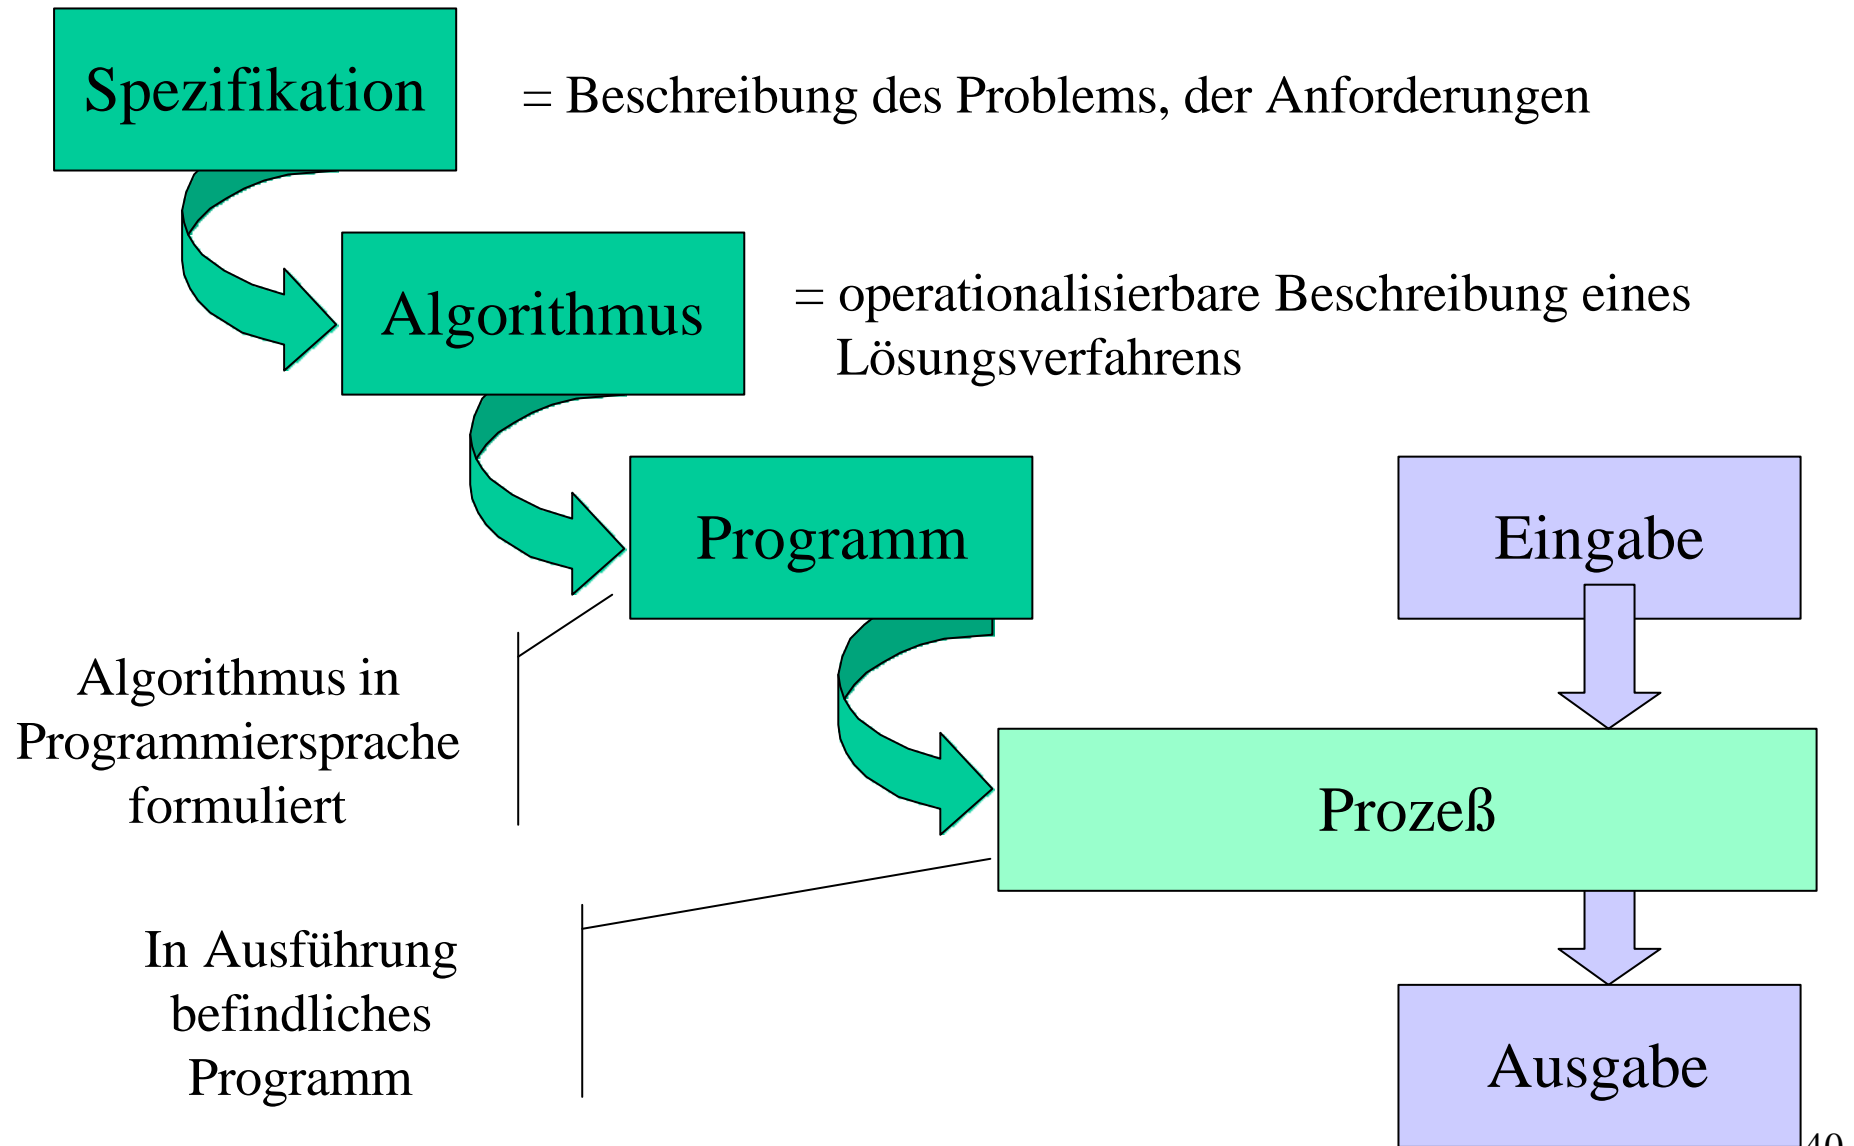 Spezifikation
= Beschreibung des Problems, der Anforderungen
Algorithmus
= operationalisierbare Beschreibung eines
Lösungsverfahrens
Programm
Eingabe
Algorithmus in
Programmiersprache
formuliert
Prozeß
In Ausführung
befindliches
Programm
Ausgabe